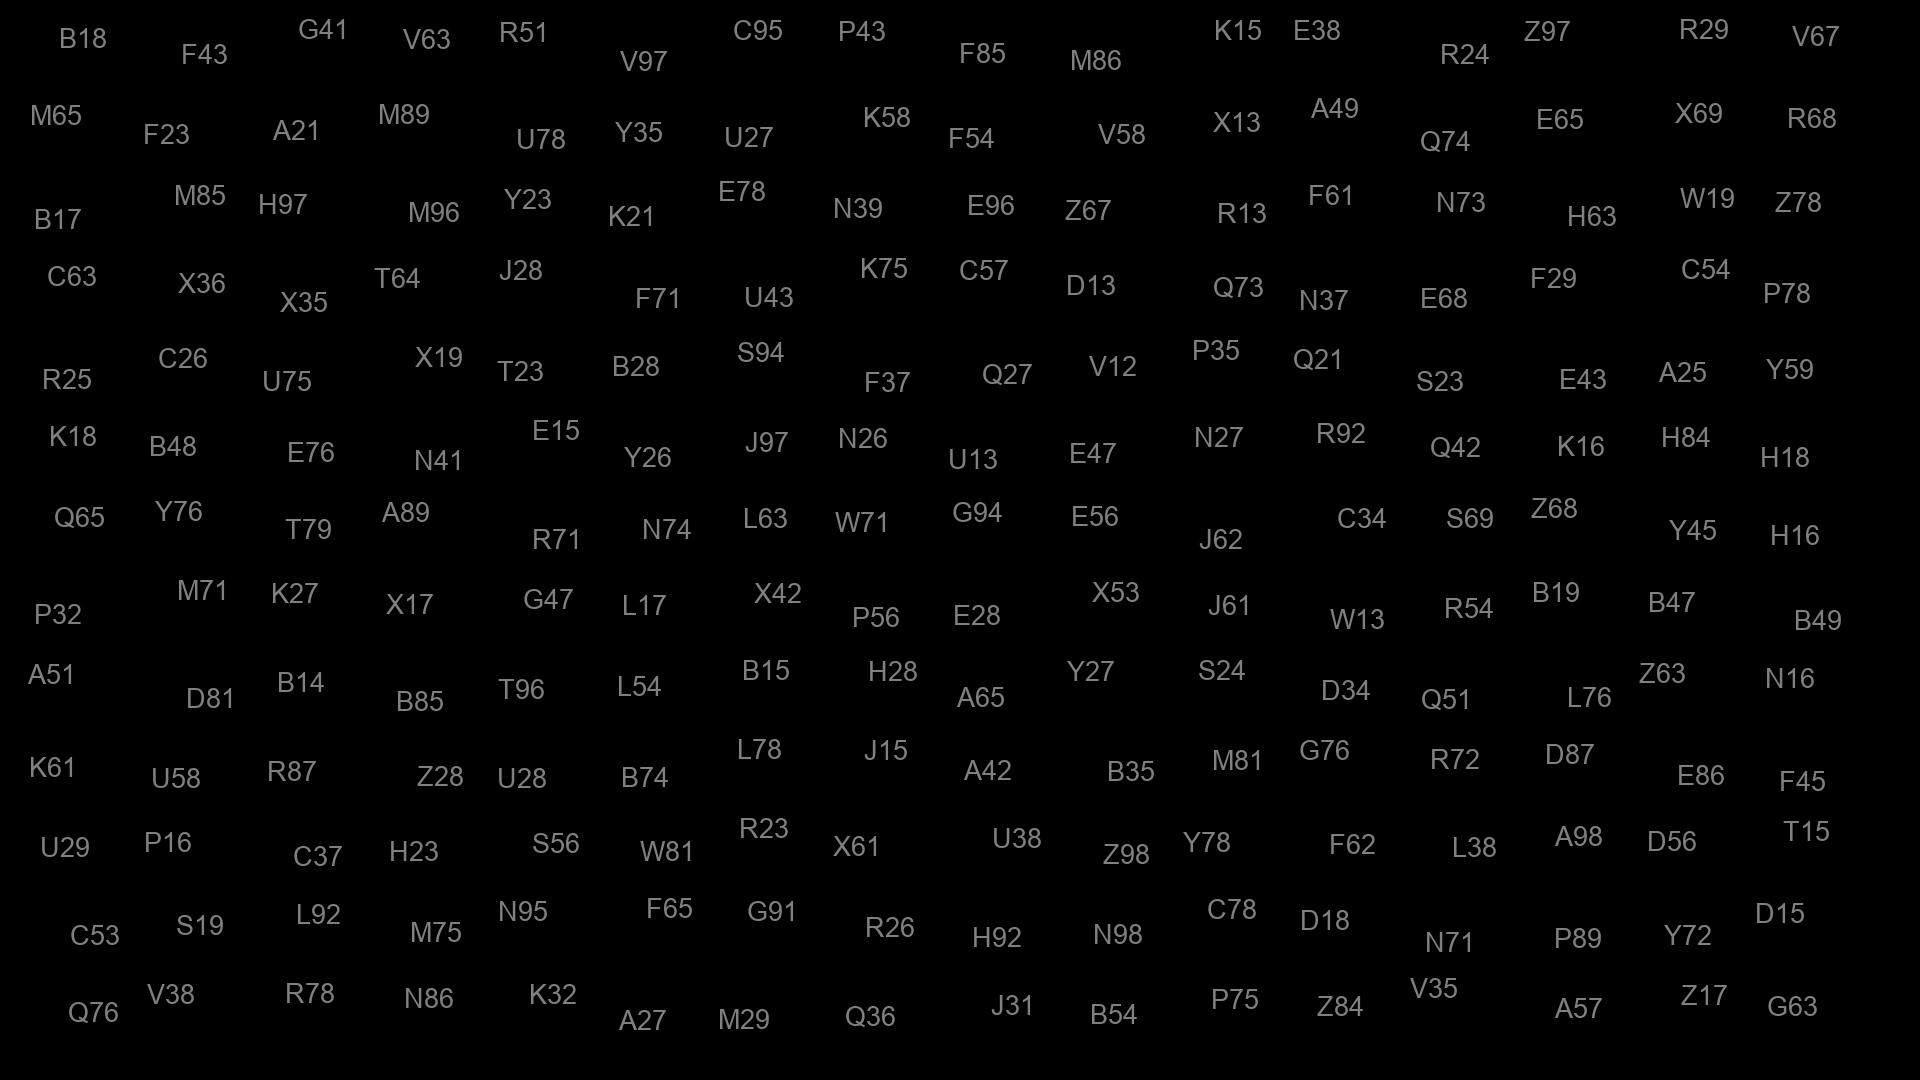 B18 F43 G41 V63 R51 V97 C95 P43 F85 M86 K15 E38 R24 Z97 R29 V67
M65 F23 A21 M89 U78 Y35 U27 K58 F54 V58 X13 A49 Q74 E65 X69 R68
B17 M85 H97 M96 Y23 K21 E78 N39 E96 Z67 R13 F61 N73 H63 W19 Z78
C63 X36 X35 T64 J28 F71 U43 K75 C57 D13 Q73 N37 E68 F29 C54 P78
R25 C26 U75 X19 T23 B28 S94 F37 Q27 V12 P35 Q21 S23 E43 A25 Y59
K18 B48 E76 N41 E15 Y26 J97 N26 U13 E47 N27 R92 Q42 K16 H84 H18
Q65 Y76 T79 A89 R71 N74 L63 W71 G94 E56 J62 C34 S69 Z68 Y45 H16
P32 M71 K27 X17 G47 L17 X42 P56 E28 X53 J61 W13 R54 B19 B47 B49
A51 D81 B14 B85 T96 L54 B15 H28 A65 Y27 S24 D34 Q51 L76 Z63 N16
K61 U58 R87 Z28 U28 B74 L78 J15 A42 B35 M81 G76 R72 D87 E86 F45
U29 P16 C37 H23 S56 W81 R23 X61 U38 Z98 Y78 F62 L38 A98 D56 T15
C53 S19 L92 M75 N95 F65 G91 R26 H92 N98 C78 D18 N71 P89 Y72 D15
Q76 V38 R78 N86 K32 A27 M29 Q36 J31 B54 P75 Z84 V35 A57 Z17 G63